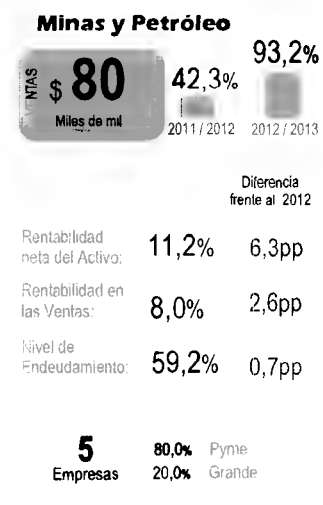 Minas y Petróleo
VENTAS
$ 80
Miles de mil
42,3%
2011 / 2012
93,2%
2012 / 2013
Diferencia
frente al 2012
Rentabilidad
neta del Activo:
11,2%
6,3pp
Rentabilidad en
las Ventas:
8,0%
2,6pp
Nivel de
Endeudamiento:
59,2%
0,7pp
5
Empresas
80,0% Pyme
20,0% Grande